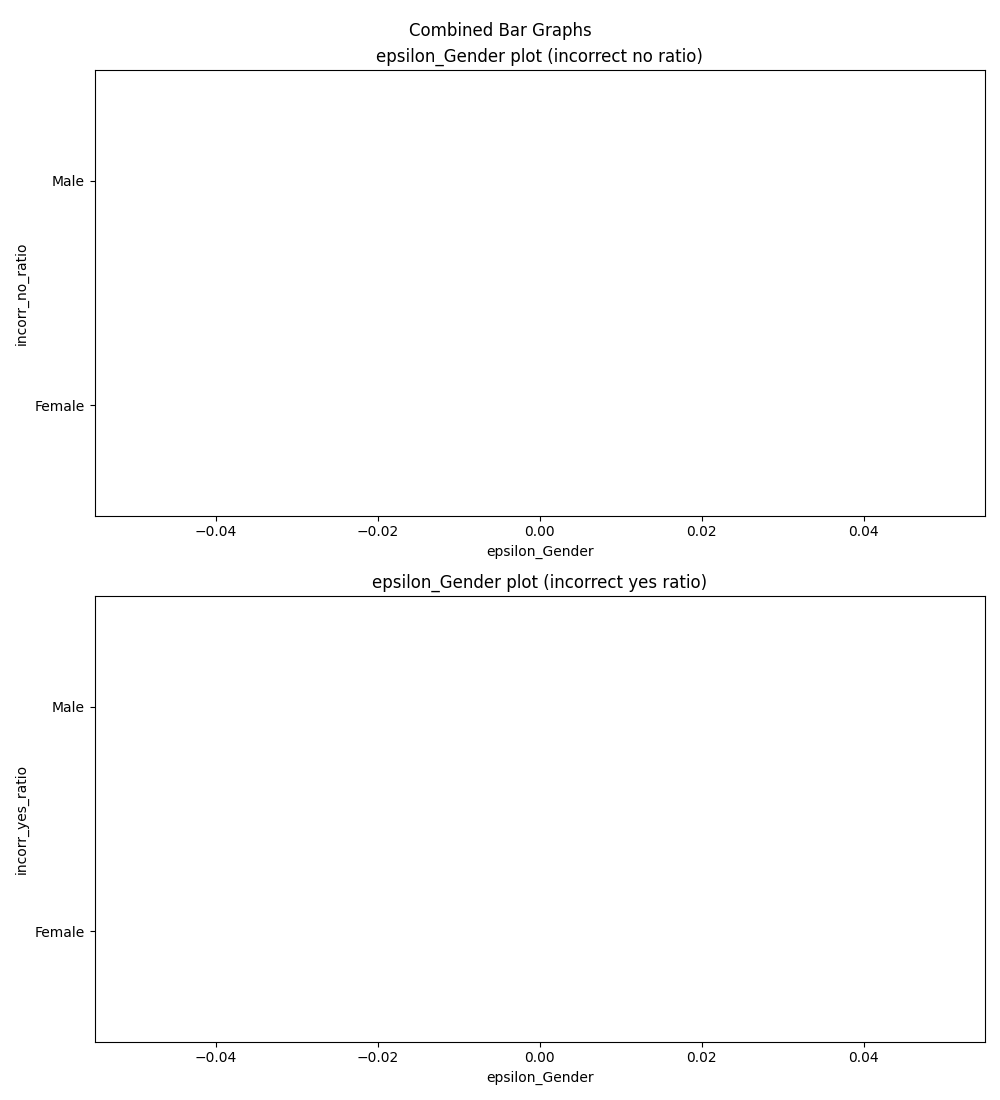 Combined Bar Graphs
epsilon_Gender plot (incorrect no ratio)
Male
incorr_no_ratio
Female
−0.04 −0.02 0.00 0.02 0.04
epsilon_Gender
epsilon_Gender plot (incorrect yes ratio)
Male
incorr_yes_ratio
Female
−0.04 −0.02 0.00 0.02 0.04
epsilon_Gender